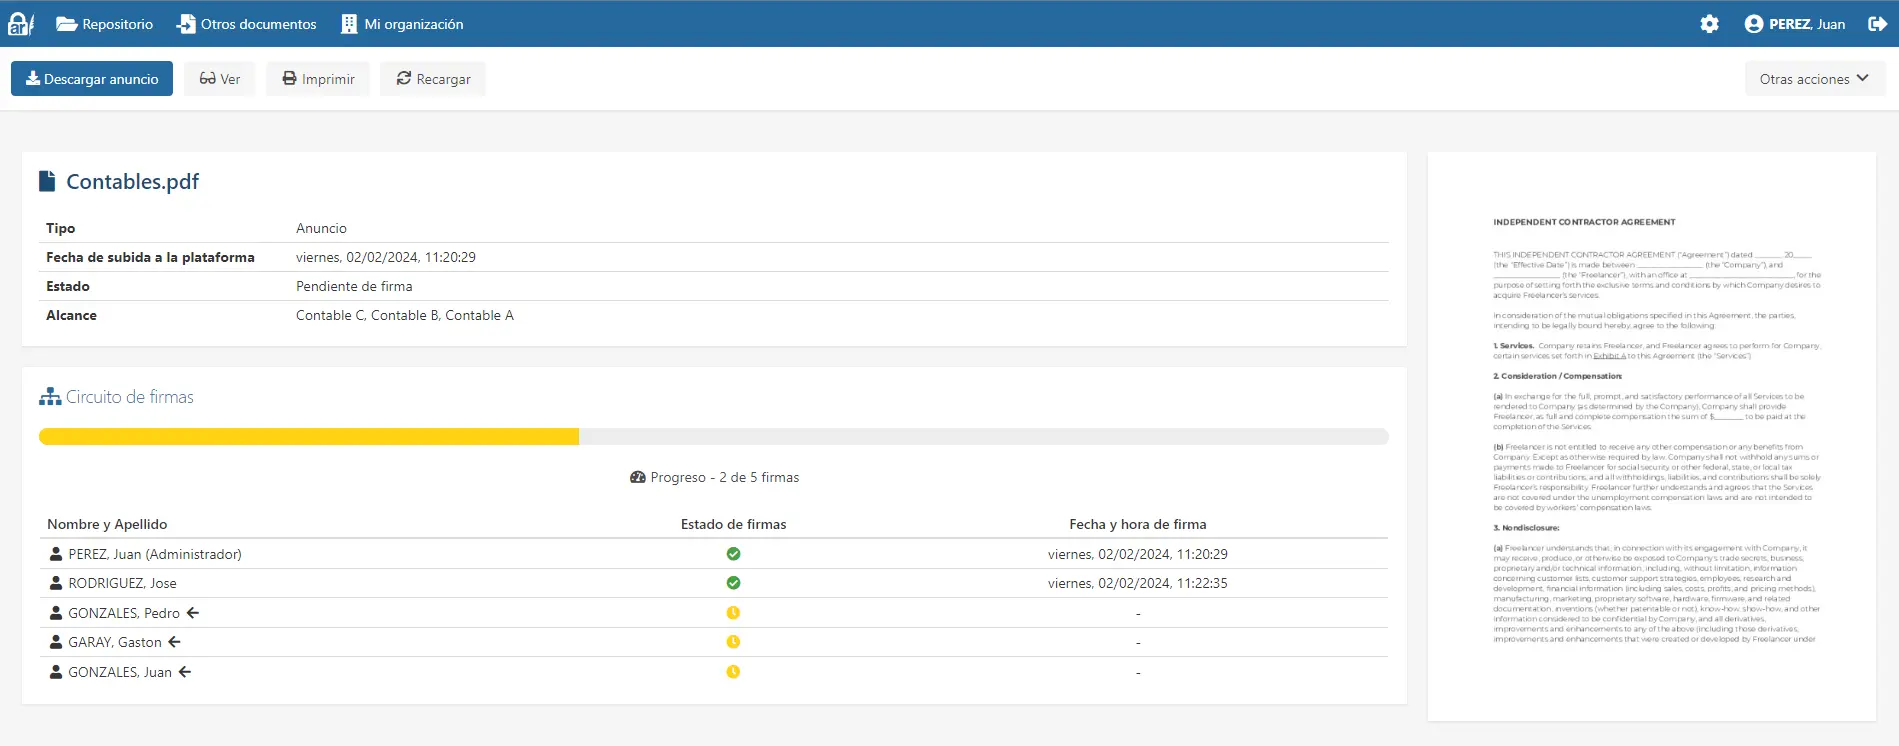 Repositorio
Otros documentos
Mi organización
PEREZ, Juan
Descargar anuncio
Ver
Imprimir
Recargar
Otras acciones
Contables.pdf
Tipo Anuncio
Fecha de subida a la plataforma viernes, 02/02/2024, 11:20:29
Estado Pendiente de firma
Alcance Contable C, Contable B, Contable A
Circuito de firmas
Progreso - 2 de 5 firmas
Nombre y Apellido Estado de firmas Fecha y hora de firma
PEREZ, Juan (Administrador) viernes, 02/02/2024, 11:20:29
RODRIGUEZ, Jose viernes, 02/02/2024, 11:22:35
GONZALES, Pedro -
GARAY, Gaston -
GONZALES, Juan -
INDEPENDENT CONTRACTOR AGREEMENT
THIS INDEPENDENT CONTRACTOR AGREEMENT ("Agreement") dated ______, 20____
(the "Effective Date") is made between ______________, (the "Company"), and
______________ (the "Freelancer"), with an office at ______________________, for the
purpose of setting forth the exclusive terms and conditions by which Company desires to
acquire Freelancer's services.
In consideration of the mutual obligations specified in this Agreement, the parties,
intending to be legally bound hereby, agree to the following:
1. Services. Company retains Freelancer, and Freelancer agrees to perform for Company,
certain services set forth in Exhibit A to this Agreement (the "Services").
2. Consideration / Compensation:
(a) In exchange for the full, prompt, and satisfactory performance of all Services to be
rendered to Company (as determined by the Company), Company shall provide
Freelancer, as full and complete compensation the sum of $______ to be paid at the
completion of the Services.
(b) Freelancer is not entitled to receive any other compensation or any benefits from
Company. Except as otherwise required by law, Company shall not withhold any sums or
payments made to Freelancer for social security or other federal, state, or local tax
liabilities or contributions, and all withholdings, liabilities, and contributions shall be solely
Freelancer's responsibility. Freelancer further understands and agrees that the Services
are not covered under the unemployment compensation laws and are not intended to
be covered by workers' compensation laws.
3. Nondisclosure:
(a) Freelancer understands that, in connection with its engagement with Company, it
may receive, produce, or otherwise be exposed to Company's trade secrets, business,
proprietary and/or technical information, including, without limitation, information
concerning customer lists, customer support strategies, employees, research and
development, financial information (including sales, costs, profits, and pricing methods),
manufacturing, marketing, proprietary software, hardware, firmware, and related
documentation, inventions (whether patentable or not), know-how, show-how, and other
information considered to be confidential by Company, and all derivatives,
improvements and enhancements to any of the above (including those derivatives,
improvements and enhancements that were created or developed by Freelancer under